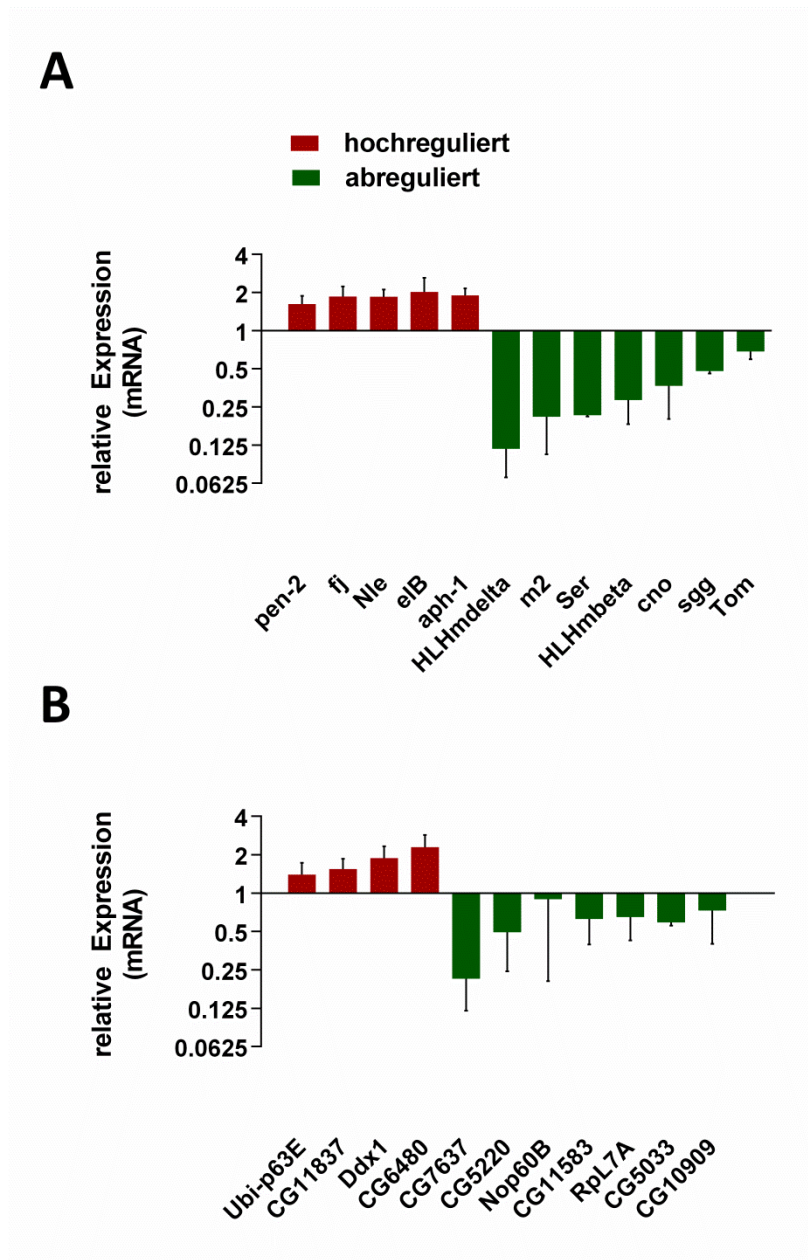 A
hochreguliert
abreguliert
relative Expression
(mRNA)
4
2
1
0.5
0.25
0.125
0.0625
pen-2
fj
Nle
elB
aph-1
HLHmdelta
m2
Ser
HLHmbeta
cno
sgg
Tom
B
relative Expression
(mRNA)
4
2
1
0.5
0.25
0.125
0.0625
Ubi-p63E
CG11837
Ddx1
CG6480
CG7637
CG5220
Nop60B
CG11583
RpL7A
CG5033
CG10909